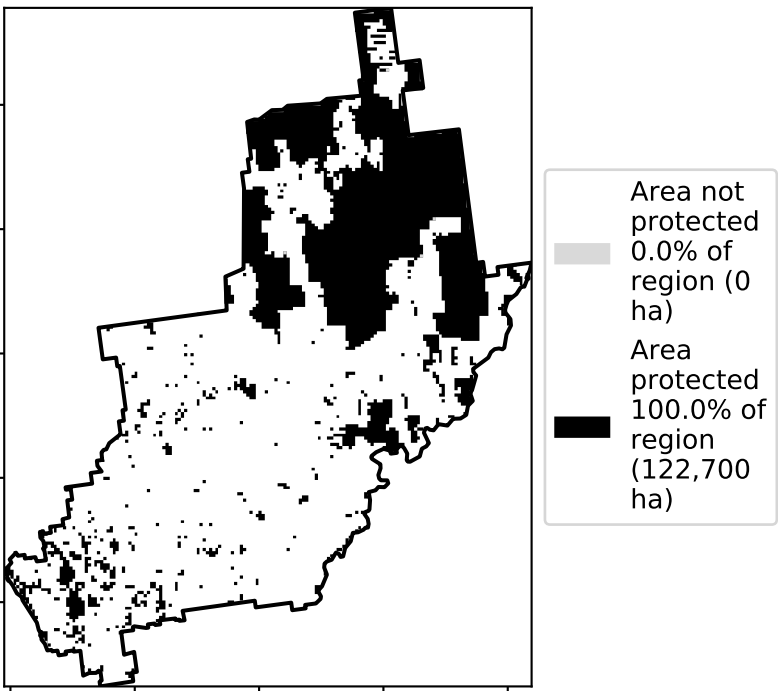 Area not
protected
0.0% of
region (0
ha)
Area
protected
100.0% of
region
(122,700
ha)